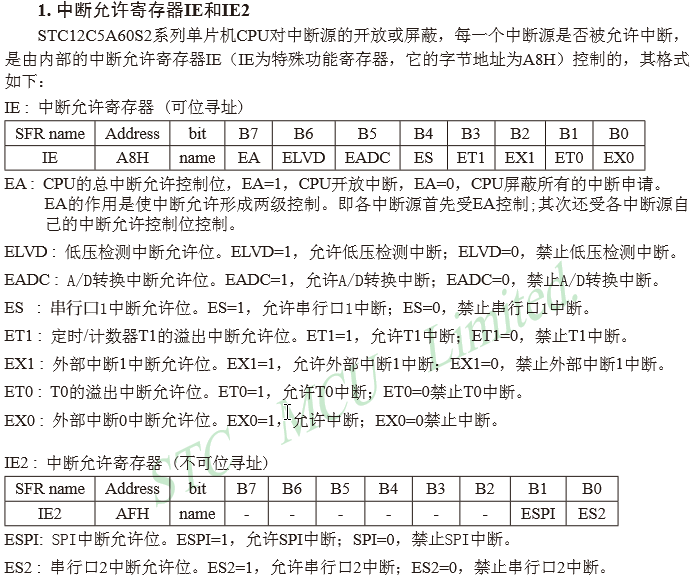 1. 中断允许寄存器IE和IE2
STC12C5A60S2系列单片机CPU对中断源的开放或屏蔽，每一个中断源是否被允许中断，
是由内部的中断允许寄存器IE（IE为特殊功能寄存器，它的字节地址为A8H）控制的，其格式
如下：
IE : 中断允许寄存器 (可位寻址)
SFR name Address bit B7 B6 B5 B4 B3 B2 B1 B0
IE A8H name EA ELVD EADC ES ET1 EX1 ET0 EX0
EA : CPU的总中断允许控制位，EA=1，CPU开放中断，EA=0，CPU屏蔽所有的中断申请。
EA的作用是使中断允许形成两级控制。即各中断源首先受EA控制;其次还受各中断源自
己的中断允许控制位控制。
ELVD : 低压检测中断允许位。ELVD=1，允许低压检测中断；ELVD=0，禁止低压检测中断。
EADC : A/D转换中断允许位。EADC=1，允许A/D转换中断；EADC=0，禁止A/D转换中断。
ES : 串行口1中断允许位。ES=1，允许串行口1中断；ES=0，禁止串行口1中断。
ET1 : 定时/计数器T1的溢出中断允许位。ET1=1，允许T1中断；ET1=0，禁止T1中断。
EX1 : 外部中断1中断允许位。EX1=1，允许外部中断1中断；EX1=0，禁止外部中断1中断。
ET0 : T0的溢出中断允许位。ET0=1，允许T0中断；ET0=0禁止T0中断。
EX0 : 外部中断0中断允许位。EX0=1，允许中断；EX0=0禁止中断。
IE2 : 中断允许寄存器 (不可位寻址)
SFR name Address bit B7 B6 B5 B4 B3 B2 B1 B0
IE2 AFH name - - - - - - ESPI ES2
ESPI: SPI中断允许位。ESPI=1，允许SPI中断；SPI=0，禁止SPI中断。
ES2 : 串行口2中断允许位。ES2=1，允许串行口2中断；ES2=0，禁止串行口2中断。
STC MCU Limited.